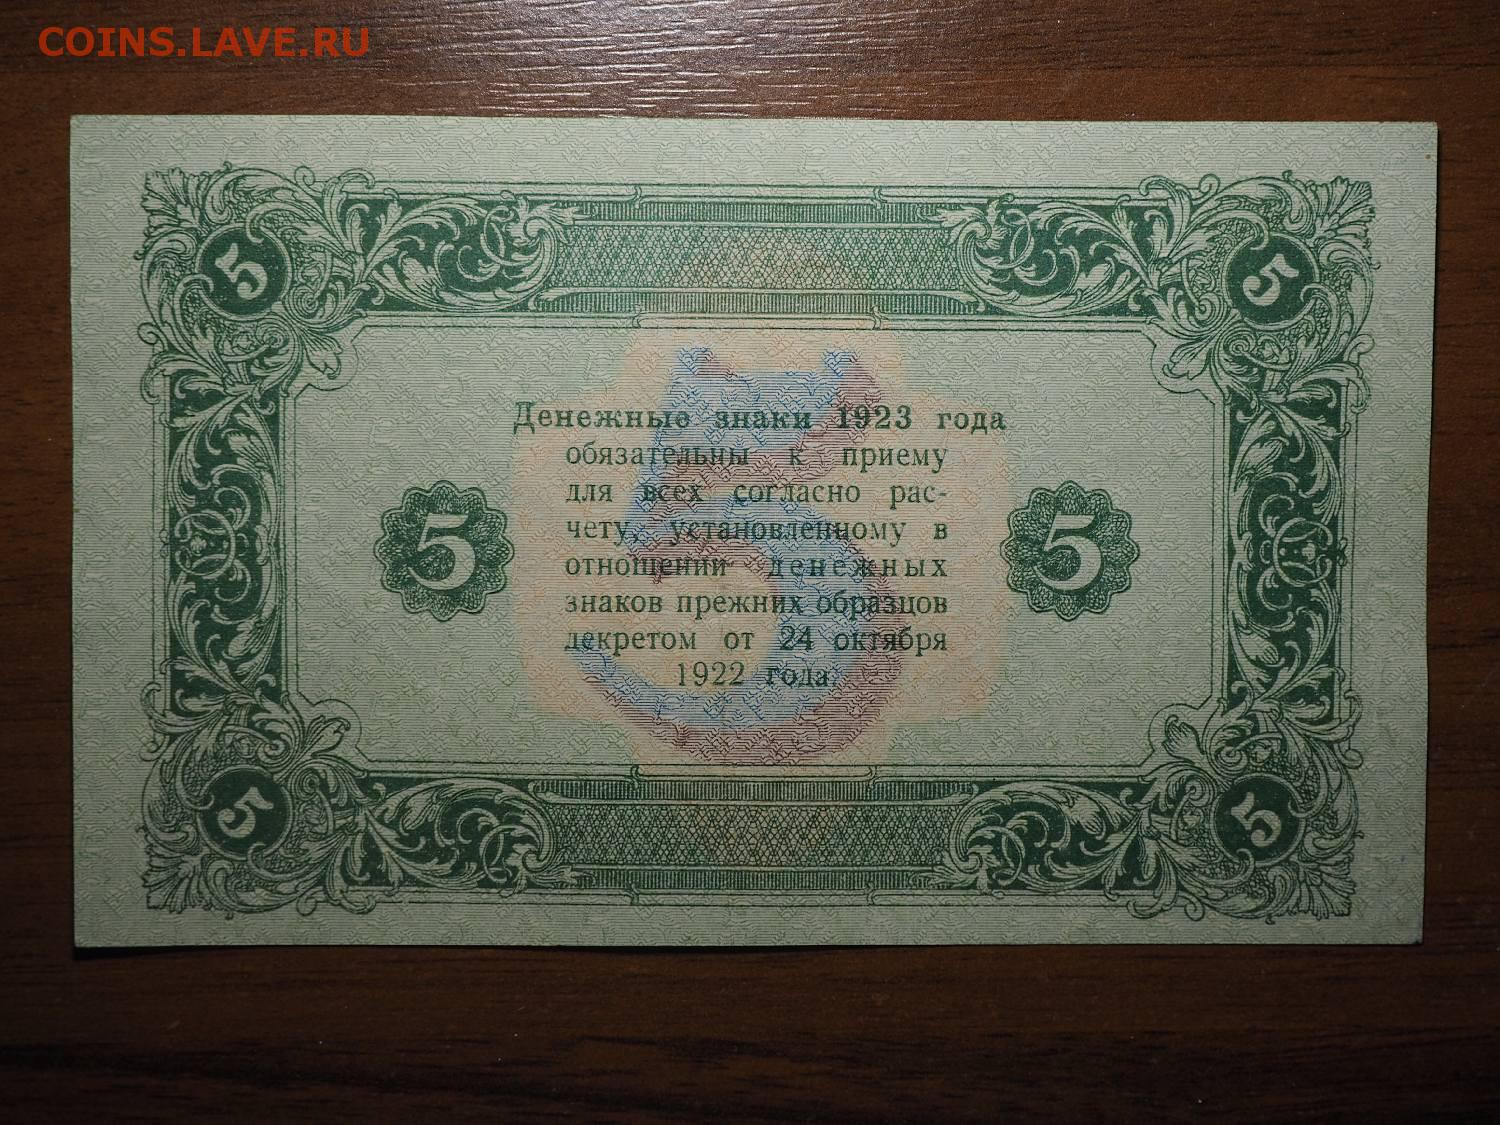 COINS.LAVE.RU
5 5
Денежные знаки 1923 года
обязательны к приему
для всех согласно рас-
чету, установленному в
отношении денежных
знаков прежних образцов
декретом от 24 октября
1922 года
5 5
5
5 5